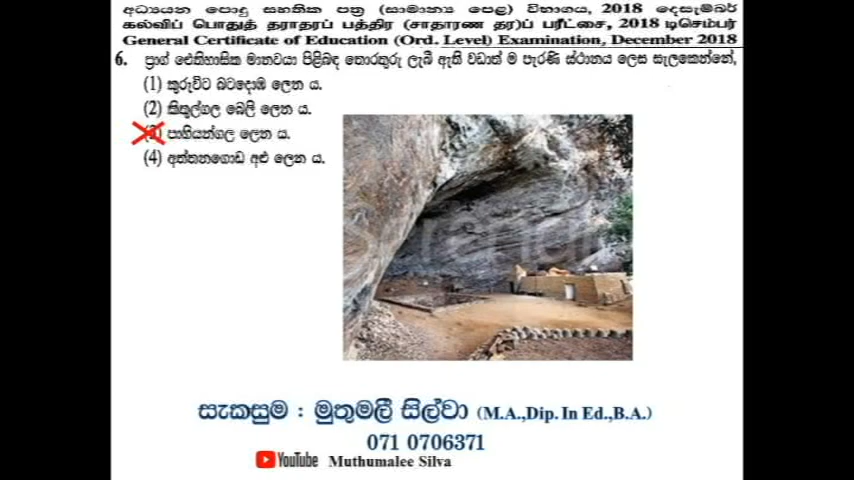 අධ්‍යයන පොදු සහතික පත්‍ර (සාමාන්‍ය පෙළ) විභාගය, 2018 දෙසැම්බර්
கல்விப் பொதுத் தராதரப் பத்திர (சாதாரண தர)ப் பரீட்சை, 2018 டிசெம்பர்
General Certificate of Education (Ord. Level) Examination, December 2018
6. ප්‍රාග් ඓතිහාසික මානවයා පිළිබඳ තොරතුරු ලැබී ඇති වඩාත් ම පැරණි ස්ථානය ලෙස සැලකෙන්නේ,
(1) කුරුවිට බටදොඹ ලෙන ය.
(2) කිතුල්ගල බෙලි ලෙන ය.
(3) පාහියන්ගල ලෙන ය.
(4) අත්තනගොඩ අළු ලෙන ය.
සැකසුම : මුතුමලී සිල්වා (M.A.,Dip. In Ed.,B.A.)
071 0706371
YouTube Muthumalee Silva